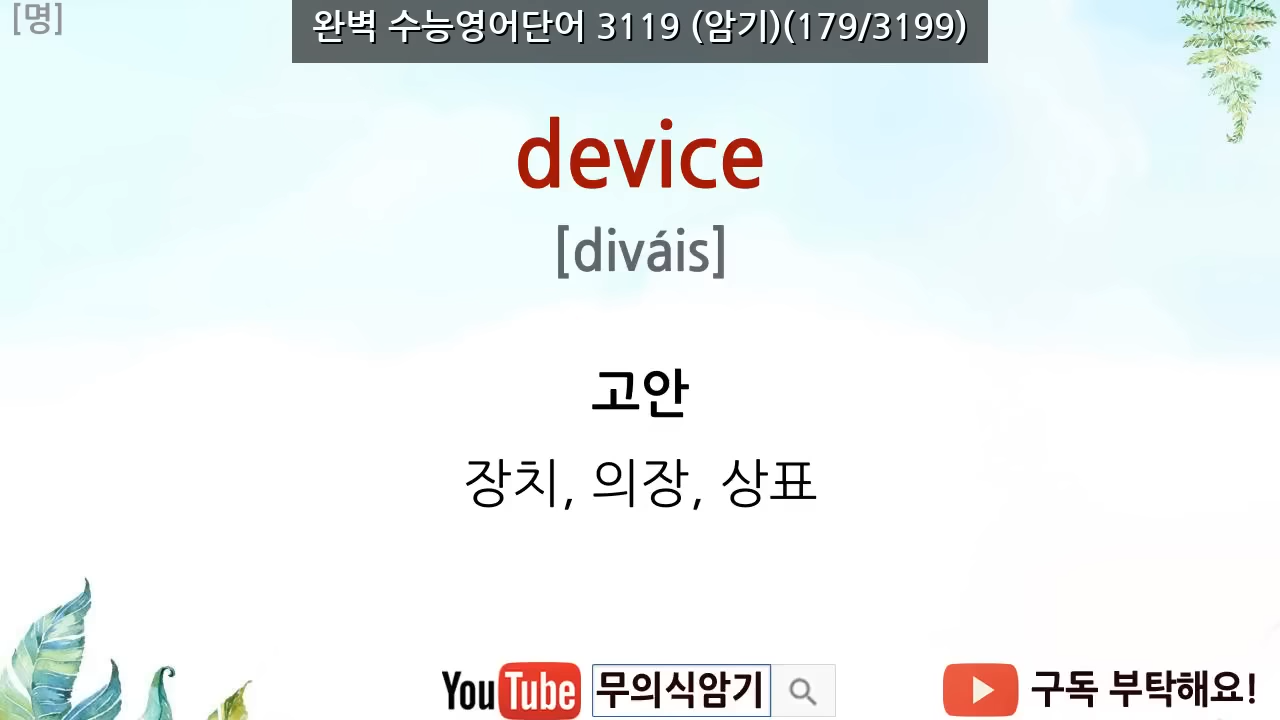 [명]
완벽 수능영어단어 3119 (암기)(179/3199)
device
[diváis]
고안
장치, 의장, 상표
YouTube 무의식암기
구독 부탁해요!